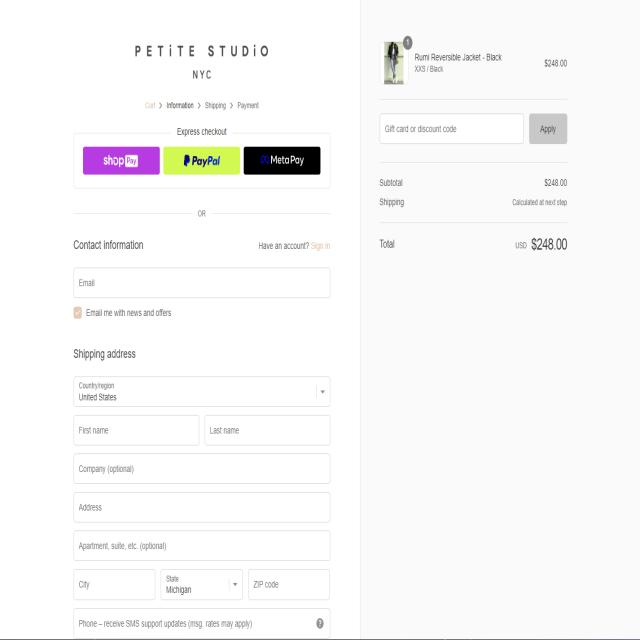 PETiTE STUDiO
NYC
Cart > Information > Shipping > Payment
Express checkout
shop Pay
PayPal
Meta Pay
OR
Contact information
Have an account? Sign in
Email
Email me with news and offers
Shipping address
Country/region
United States
First name
Last name
Company (optional)
Address
Apartment, suite, etc. (optional)
City
State
Michigan
ZIP code
Phone – receive SMS support updates (msg. rates may apply)
?
1
Rumi Reversible Jacket - Black
XXS / Black
$248.00
Gift card or discount code
Apply
Subtotal
$248.00
Shipping
Calculated at next step
Total
USD $248.00